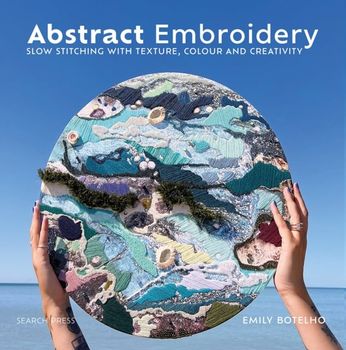 Abstract Embroidery
SLOW STITCHING WITH TEXTURE, COLOUR AND CREATIVITY
SEARCH PRESS
EMILY BOTELHO